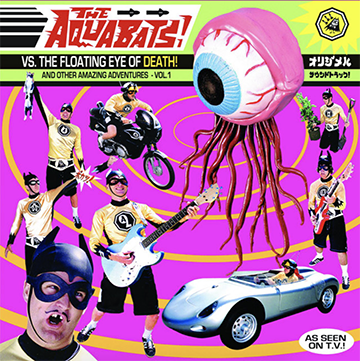 THE
AQUABATS!
VS. THE FLOATING EYE OF DEATH!
AND OTHER AMAZING ADVENTURES - VOL.1
オリジナル
サウンドトラック!
A
AS SEEN
ON T.V.!